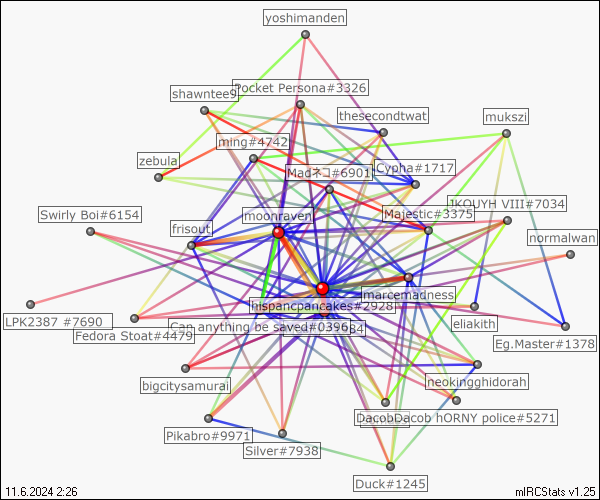 yoshimanden
Pocket Persona#3326
shawntee9
thesecondtwat
mukszi
ming#4742
zebula
Madネコ#6901
Cypha#1717
JKOUYH VIII#7034
Swirly Boi#6154
moonraven
Majestic#3375
frisout
normalwan
marcemadness
hispancpancakes#2928
LPK2387 #7690
Fedora Stoat#4479
Can anything be saved#0396
eliakith
Eg.Master#1378
bigcitysamurai
neokingghidorah
DacobDacob hORNY police#5271
Pikabro#9971
Silver#7938
Duck#1245
11.6.2024 2:26
mIRCStats v1.25